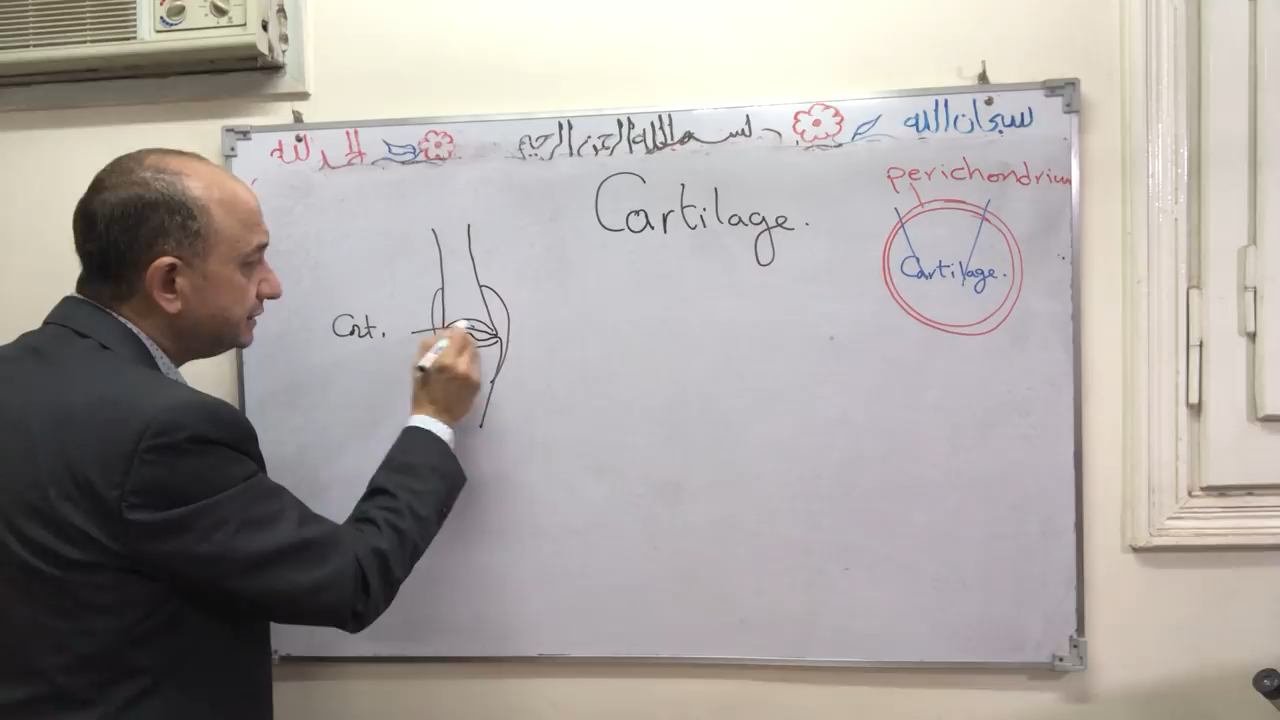 سبحان الله بسم الله الرحمن الرحيم الحمد لله
Cartilage.
perichondrium
Cartilage.
Cart.